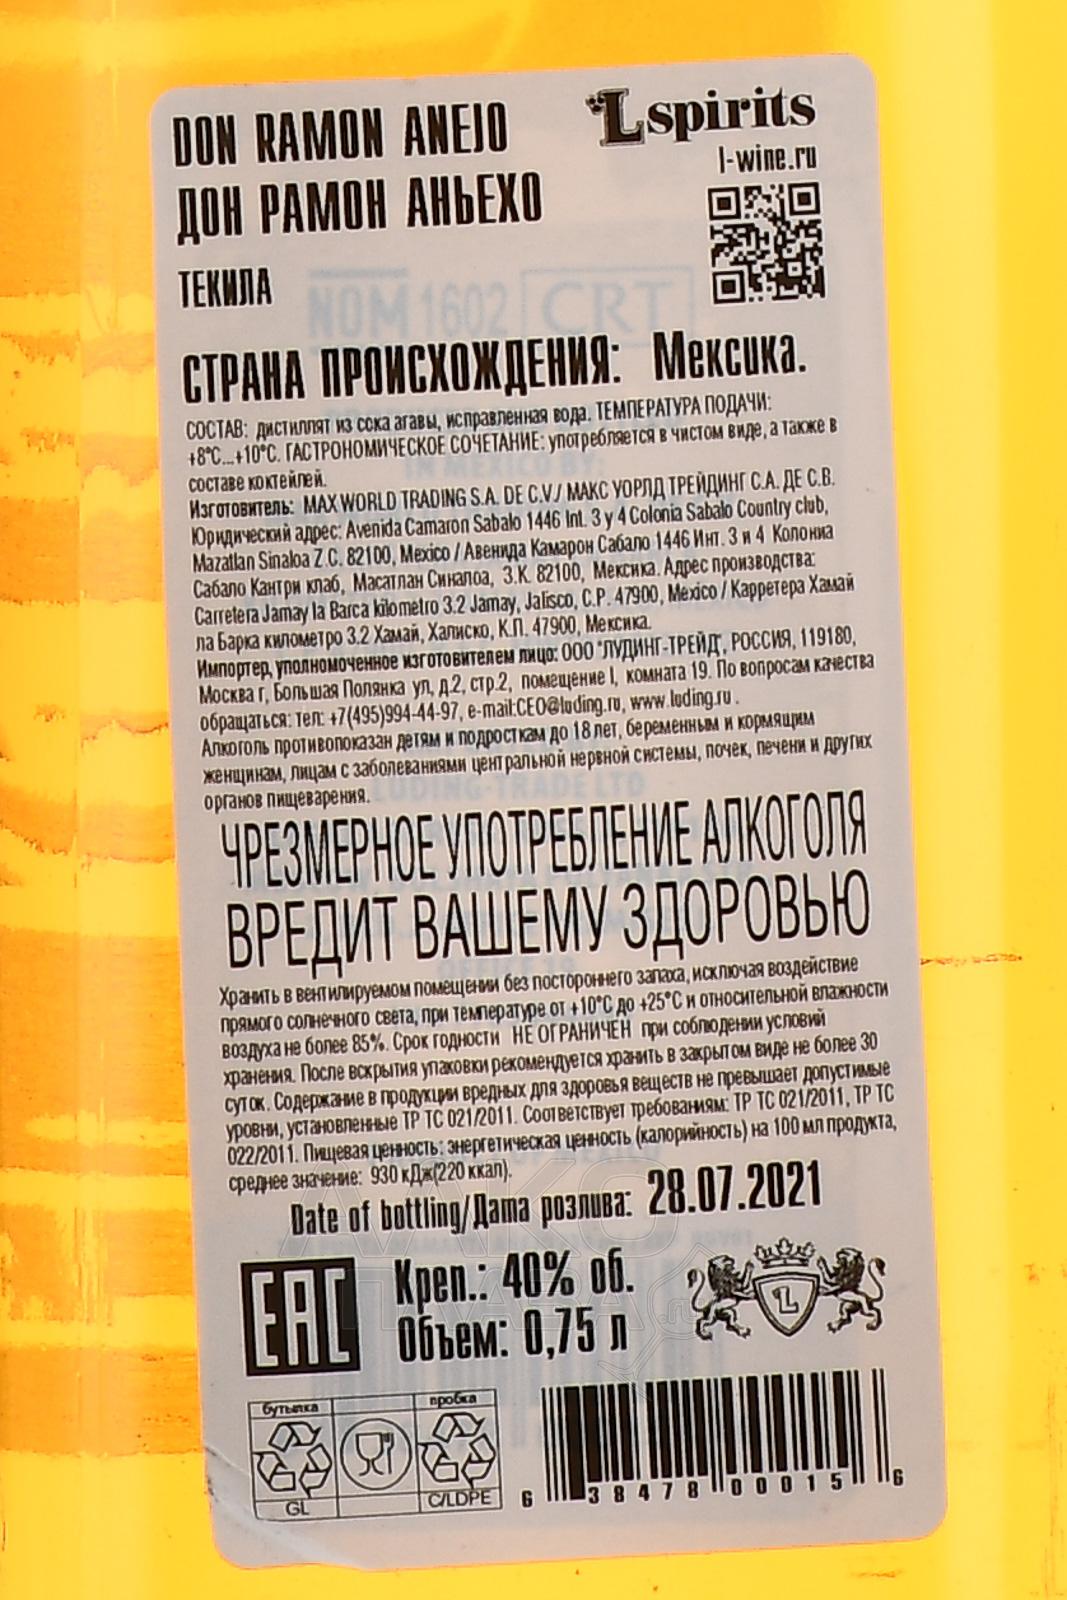 DON RAMON ANEJO
Lspirits
l-wine.ru
ДОН РАМОН АНЬЕХО
ТЕКИЛА
NOM 1602 CRT
СТРАНА ПРОИСХОЖДЕНИЯ: Мексика.
СОСТАВ: дистиллят из сока агавы, исправленная вода. ТЕМПЕРАТУРА ПОДАЧИ:
+8°C...+10°C. ГАСТРОНОМИЧЕСКОЕ СОЧЕТАНИЕ: употребляется в чистом виде, а также в
составе коктейлей.
IN MEXICO BY:
Изготовитель: MAX WORLD TRADING S.A. DE C.V./ МАКС УОРЛД ТРЕЙДИНГ С.А. ДЕ С.В.
Юридический адрес: Avenida Camaron Sabalo 1446 Int. 3 y 4 Colonia Sabalo Country club,
Mazatlan Sinaloa Z.C. 82100, Mexico / Авенида Камарон Сабало 1446 Инт. 3 и 4 Колониа
Сабало Кантри клаб, Масатлан Синалоа, З.К. 82100, Мексика. Адрес производства:
Carretera Jamay la Barca kilometro 3.2 Jamay, Jalisco, C.P. 47900, Mexico / Карретера Хамай
ла Барка километро 3.2 Хамай, Халиско, К.П. 47900, Мексика.
Импортер, уполномоченное изготовителем лицо: ООО "ЛУДИНГ-ТРЕЙД", РОССИЯ, 119180,
Москва г, Большая Полянка ул, д.2, стр.2, помещение I, комната 19. По вопросам качества
обращаться: тел: +7(495)994-44-97, e-mail:CEO@luding.ru, www.luding.ru .
Алкоголь противопоказан детям и подросткам до 18 лет, беременным и кормящим
женщинам, лицам с заболеваниями центральной нервной системы, почек, печени и других
органов пищеварения.
LUDING-TRADE LTD
ЧРЕЗМЕРНОЕ УПОТРЕБЛЕНИЕ АЛКОГОЛЯ
ВРЕДИТ ВАШЕМУ ЗДОРОВЬЮ
Хранить в вентилируемом помещении без постороннего запаха, исключая воздействие
прямого солнечного света, при температуре от +10°C до +25°C и относительной влажности
воздуха не более 85%. Срок годности НЕ ОГРАНИЧЕН при соблюдении условий
хранения. После вскрытия упаковки рекомендуется хранить в закрытом виде не более 30
суток. Содержание в продукции вредных для здоровья веществ не превышает допустимые
уровни, установленные ТР ТС 021/2011. Соответствует требованиям: ТР ТС 021/2011, ТР ТС
022/2011. Пищевая ценность: энергетическая ценность (калорийность) на 100 мл продукта,
среднее значение: 930 кДж(220 ккал).
Date of bottling/Дата розлива: 28.07.2021
EAC
Креп.: 40% об.
Объем: 0,75 л
L
бутылка
пробка
GL
C/LDPE
6 38478 00015 6